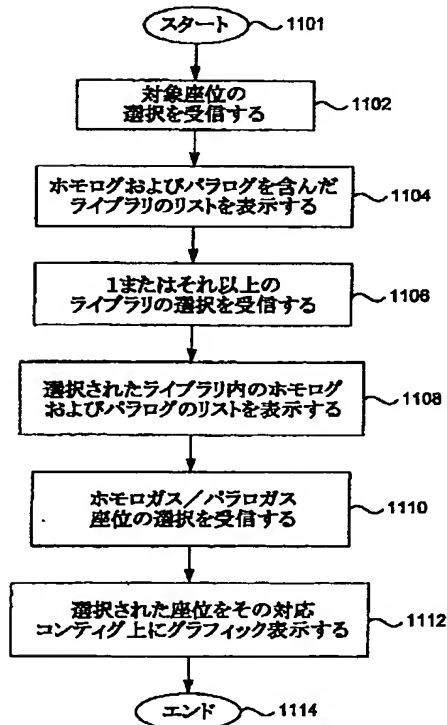 スタート
1101
対象座位の
選択を受信する
1102
ホモログおよびパラログを含んだ
ライブラリのリストを表示する
1104
1またはそれ以上の
ライブラリの選択を受信する
1106
選択されたライブラリ内のホモログ
およびパラログのリストを表示する
1108
ホモロガス/パラロガス
座位の選択を受信する
1110
選択された座位をその対応
コンティグ上にグラフィック表示する
1112
エンド
1114